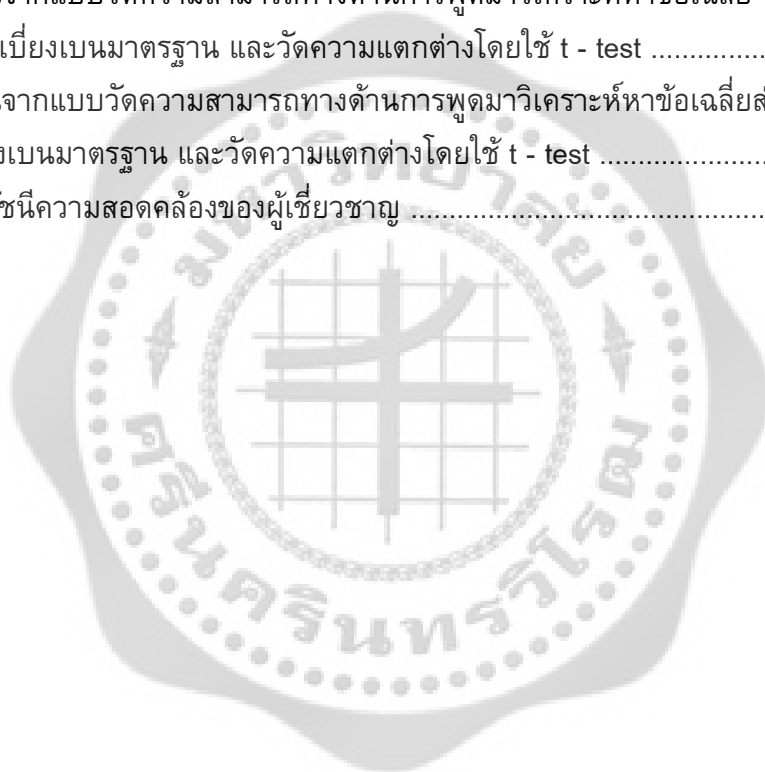 เบี่ยงเบนมาตรฐาน และวัดความแตกต่างโดยใช้ t - test ................
จากแบบวัดความสามารถทางด้านการพูดมาวิเคราะห์หาข้อเฉลี่ย
งเบนมาตรฐาน และวัดความแตกต่างโดยใช้ t - test ......................
ัชนีความสอดคล้องของผู้เชี่ยวชาญ ...............................................
มหาวิทยาลัย
ศรีนครินทรวิโรฒ